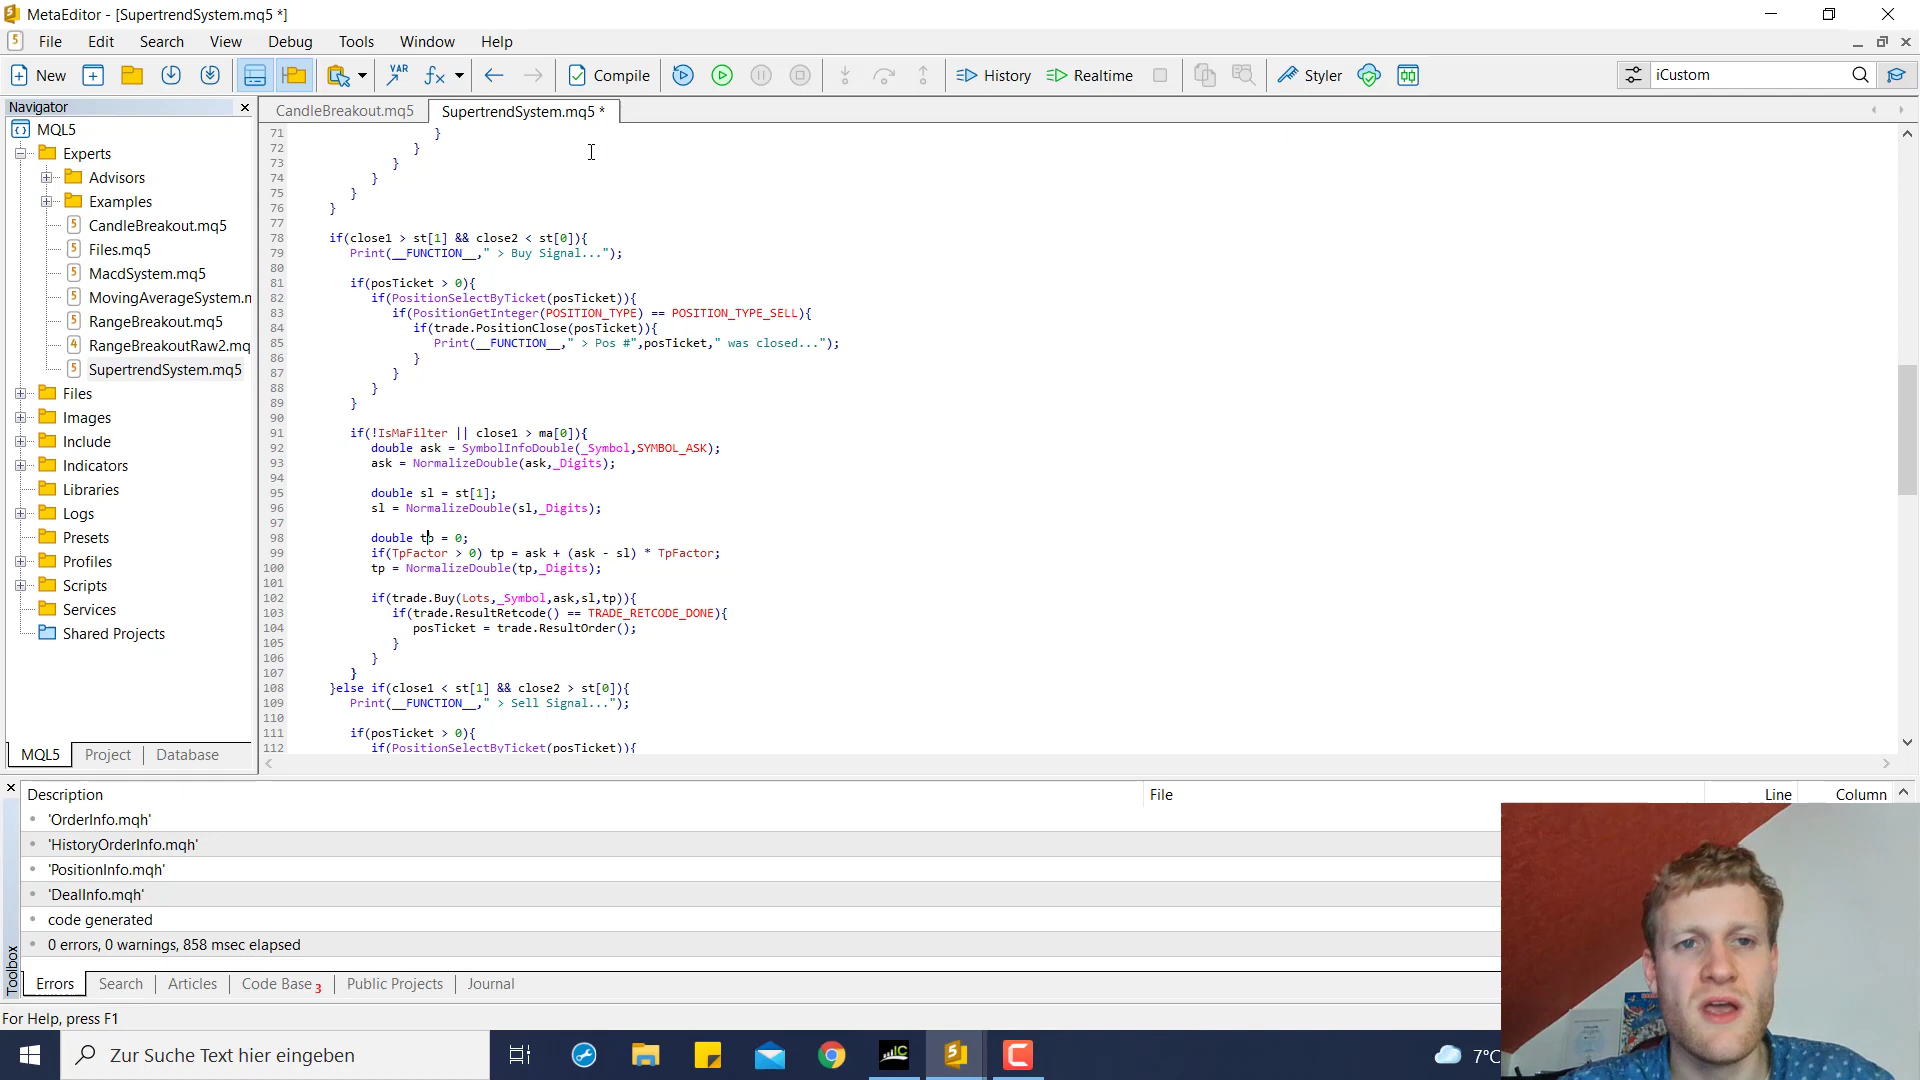 MetaEditor - [SupertrendSystem.mq5 *]
File Edit Search View Debug Tools Window Help
New VAR fx Compile History Realtime Styler iCustom
Navigator
CandleBreakout.mq5 SupertrendSystem.mq5 *
MQL5
Experts
Advisors
Examples
CandleBreakout.mq5
Files.mq5
MacdSystem.mq5
MovingAverageSystem.m
RangeBreakout.mq5
RangeBreakoutRaw2.mq
SupertrendSystem.mq5
Files
Images
Include
Indicators
Libraries
Logs
Presets
Profiles
Scripts
Services
Shared Projects
MQL5 Project Database
71 }
72 }
73 }
74 }
75 }
76 }
77
78 if(close1 > st[1] && close2 < st[0]){
79 Print(__FUNCTION__," > Buy Signal...");
80
81 if(posTicket > 0){
82 if(PositionSelectByTicket(posTicket)){
83 if(PositionGetInteger(POSITION_TYPE) == POSITION_TYPE_SELL){
84 if(trade.PositionClose(posTicket)){
85 Print(__FUNCTION__," > Pos #",posTicket," was closed...");
86 }
87 }
88 }
89 }
90
91 if(!IsMaFilter || close1 > ma[0]){
92 double ask = SymbolInfoDouble(_Symbol,SYMBOL_ASK);
93 ask = NormalizeDouble(ask,_Digits);
94
95 double sl = st[1];
96 sl = NormalizeDouble(sl,_Digits);
97
98 double tp = 0;
99 if(TpFactor > 0) tp = ask + (ask - sl) * TpFactor;
100 tp = NormalizeDouble(tp,_Digits);
101
102 if(trade.Buy(Lots,_Symbol,ask,sl,tp)){
103 if(trade.ResultRetcode() == TRADE_RETCODE_DONE){
104 posTicket = trade.ResultOrder();
105 }
106 }
107 }
108 }else if(close1 < st[1] && close2 > st[0]){
109 Print(__FUNCTION__," > Sell Signal...");
110
111 if(posTicket > 0){
112 if(PositionSelectByTicket(posTicket)){
Description File Line Column
'OrderInfo.mqh'
'HistoryOrderInfo.mqh'
'PositionInfo.mqh'
'DealInfo.mqh'
code generated
0 errors, 0 warnings, 858 msec elapsed
Toolbox
Errors Search Articles Code Base 3 Public Projects Journal
For Help, press F1
Zur Suche Text hier eingeben
7°C